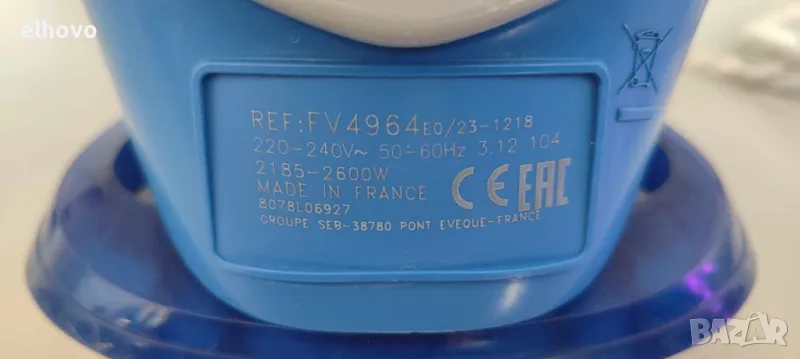 elhovo
REF:FV4964E0/23-1218
220-240V~ 50-60Hz 3.12 104
2185-2600W
MADE IN FRANCE
8078L06927
GROUPE SEB-38780 PONT EVEQUE-FRANCE
CE EAC
BAZAR